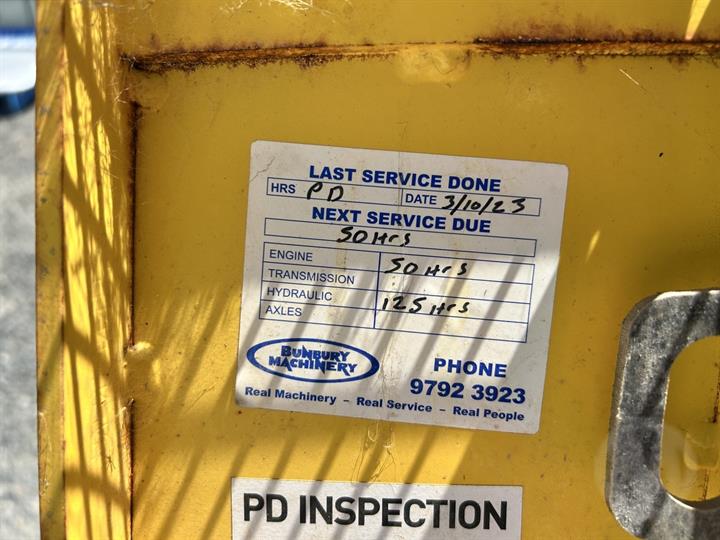 LAST SERVICE DONE
HRS PD DATE 3/10/23
NEXT SERVICE DUE
50 Hrs
ENGINE 50 Hrs
TRANSMISSION
HYDRAULIC 125 Hrs
AXLES
BUNBURY MACHINERY
PHONE
9792 3923
Real Machinery – Real Service – Real People
PD INSPECTION